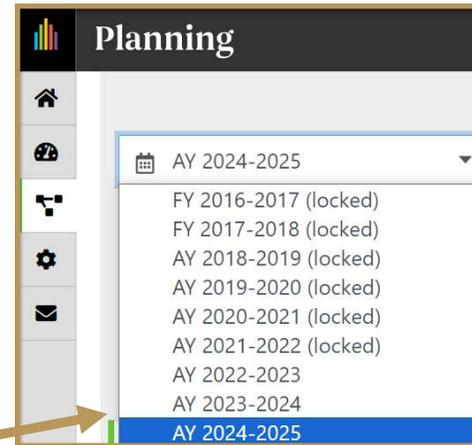 Planning
AY 2024-2025
FY 2016-2017 (locked)
FY 2017-2018 (locked)
AY 2018-2019 (locked)
AY 2019-2020 (locked)
AY 2020-2021 (locked)
AY 2021-2022 (locked)
AY 2022-2023
AY 2023-2024
AY 2024-2025